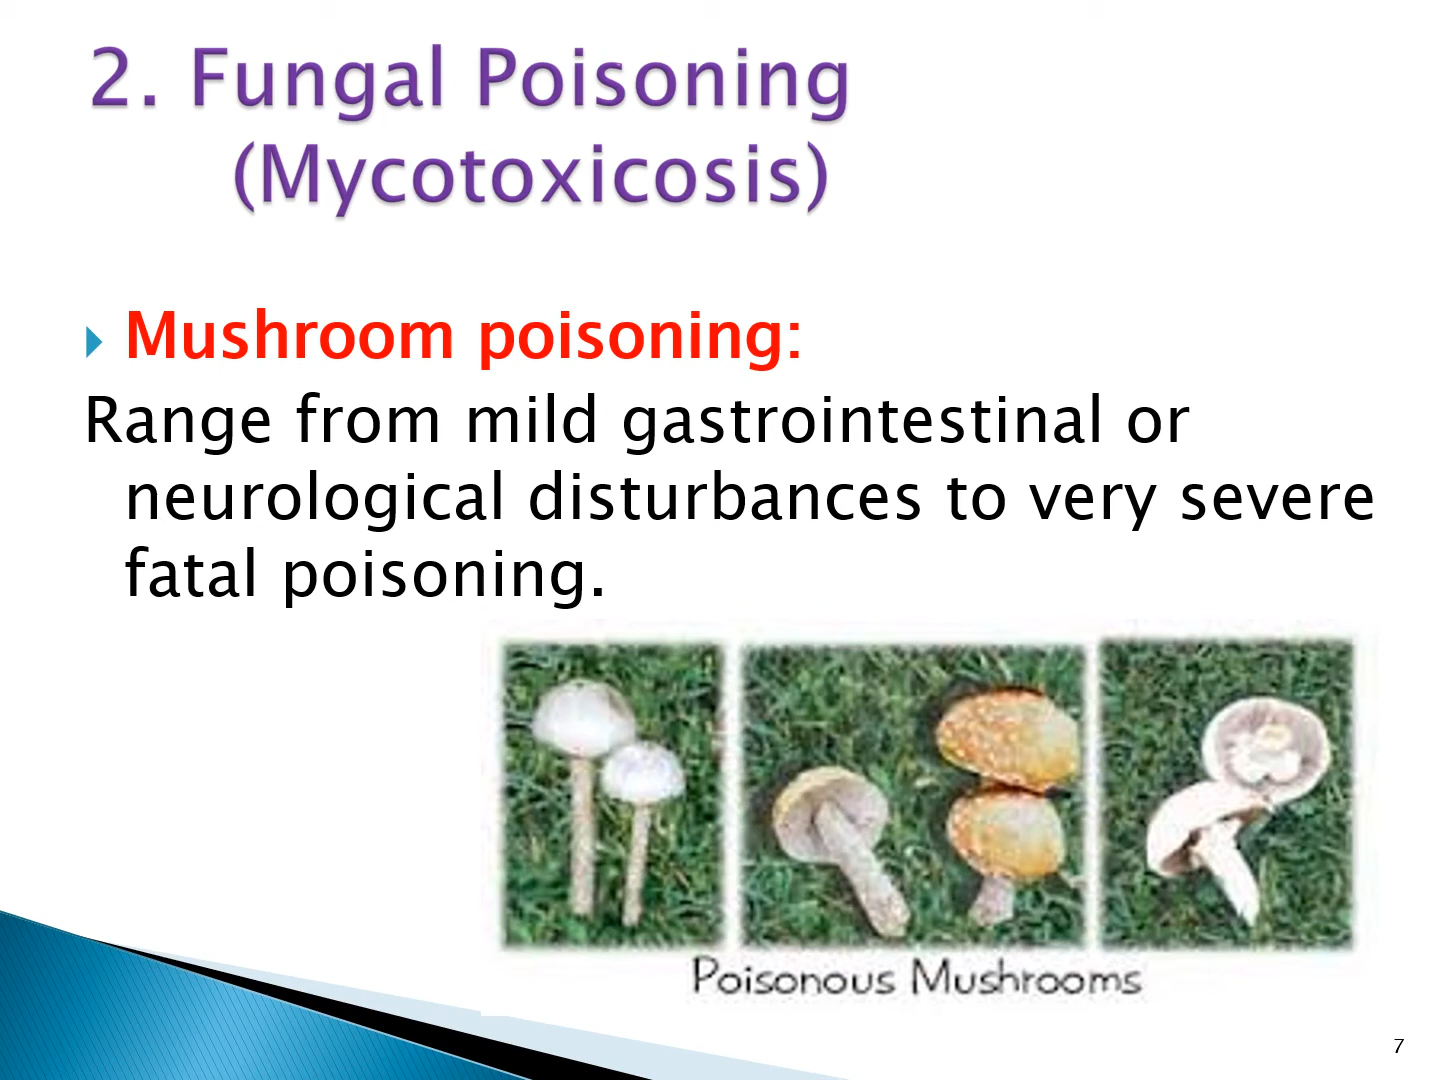 2. Fungal Poisoning
(Mycotoxicosis)
Mushroom poisoning:
Range from mild gastrointestinal or
neurological disturbances to very severe
fatal poisoning.
Poisonous Mushrooms
7